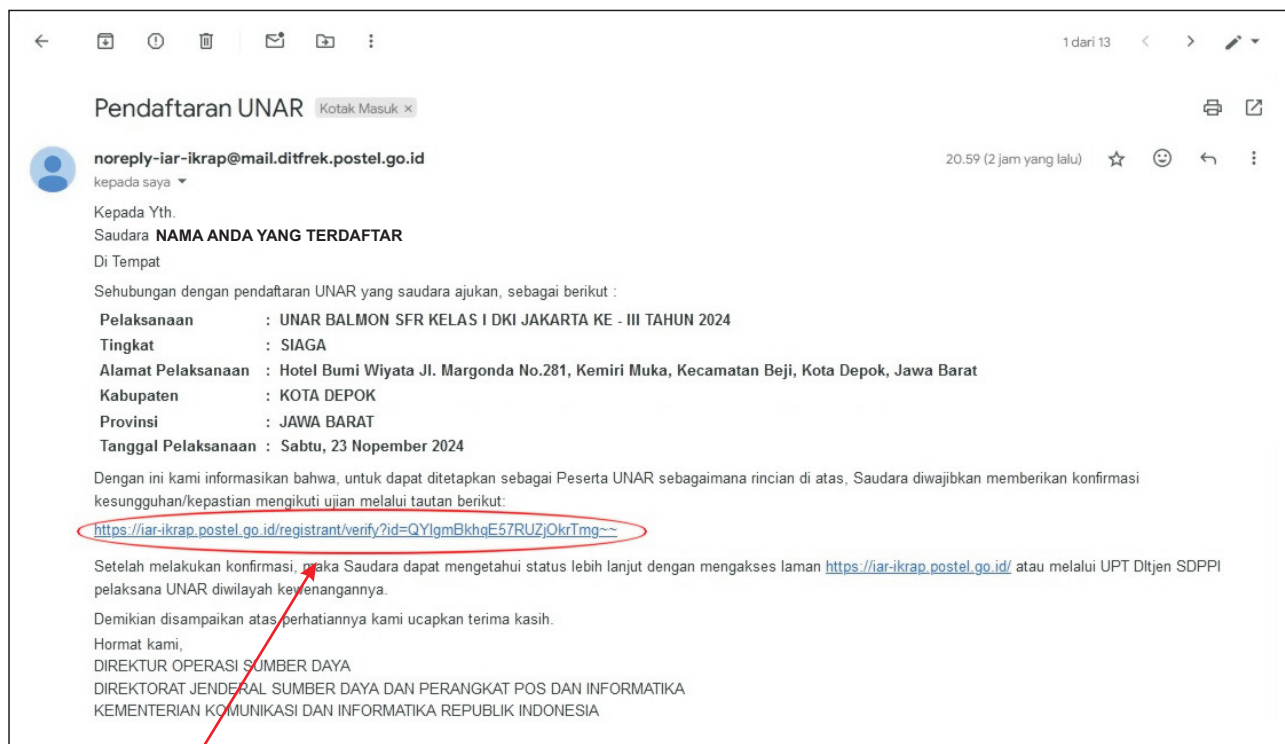 1 dari 13
Pendaftaran UNAR Kotak Masuk ×
noreply-iar-ikrap@mail.ditfrek.postel.go.id 20.59 (2 jam yang lalu)
kepada saya
Kepada Yth.
Saudara NAMA ANDA YANG TERDAFTAR
Di Tempat
Sehubungan dengan pendaftaran UNAR yang saudara ajukan, sebagai berikut :
Pelaksanaan : UNAR BALMON SFR KELAS I DKI JAKARTA KE - III TAHUN 2024
Tingkat : SIAGA
Alamat Pelaksanaan : Hotel Bumi Wiyata Jl. Margonda No.281, Kemiri Muka, Kecamatan Beji, Kota Depok, Jawa Barat
Kabupaten : KOTA DEPOK
Provinsi : JAWA BARAT
Tanggal Pelaksanaan : Sabtu, 23 Nopember 2024
Dengan ini kami informasikan bahwa, untuk dapat ditetapkan sebagai Peserta UNAR sebagaimana rincian di atas, Saudara diwajibkan memberikan konfirmasi
kesungguhan/kepastian mengikuti ujian melalui tautan berikut:
https://iar-ikrap.postel.go.id/registrant/verify?id=QYIgmBkhqE57RUZjOkrTmg~~
Setelah melakukan konfirmasi, maka Saudara dapat mengetahui status lebih lanjut dengan mengakses laman https://iar-ikrap.postel.go.id/ atau melalui UPT DItjen SDPPI
pelaksana UNAR diwilayah kewenangannya.
Demikian disampaikan atas perhatiannya kami ucapkan terima kasih.
Hormat kami,
DIREKTUR OPERASI SUMBER DAYA
DIREKTORAT JENDERAL SUMBER DAYA DAN PERANGKAT POS DAN INFORMATIKA
KEMENTERIAN KOMUNIKASI DAN INFORMATIKA REPUBLIK INDONESIA